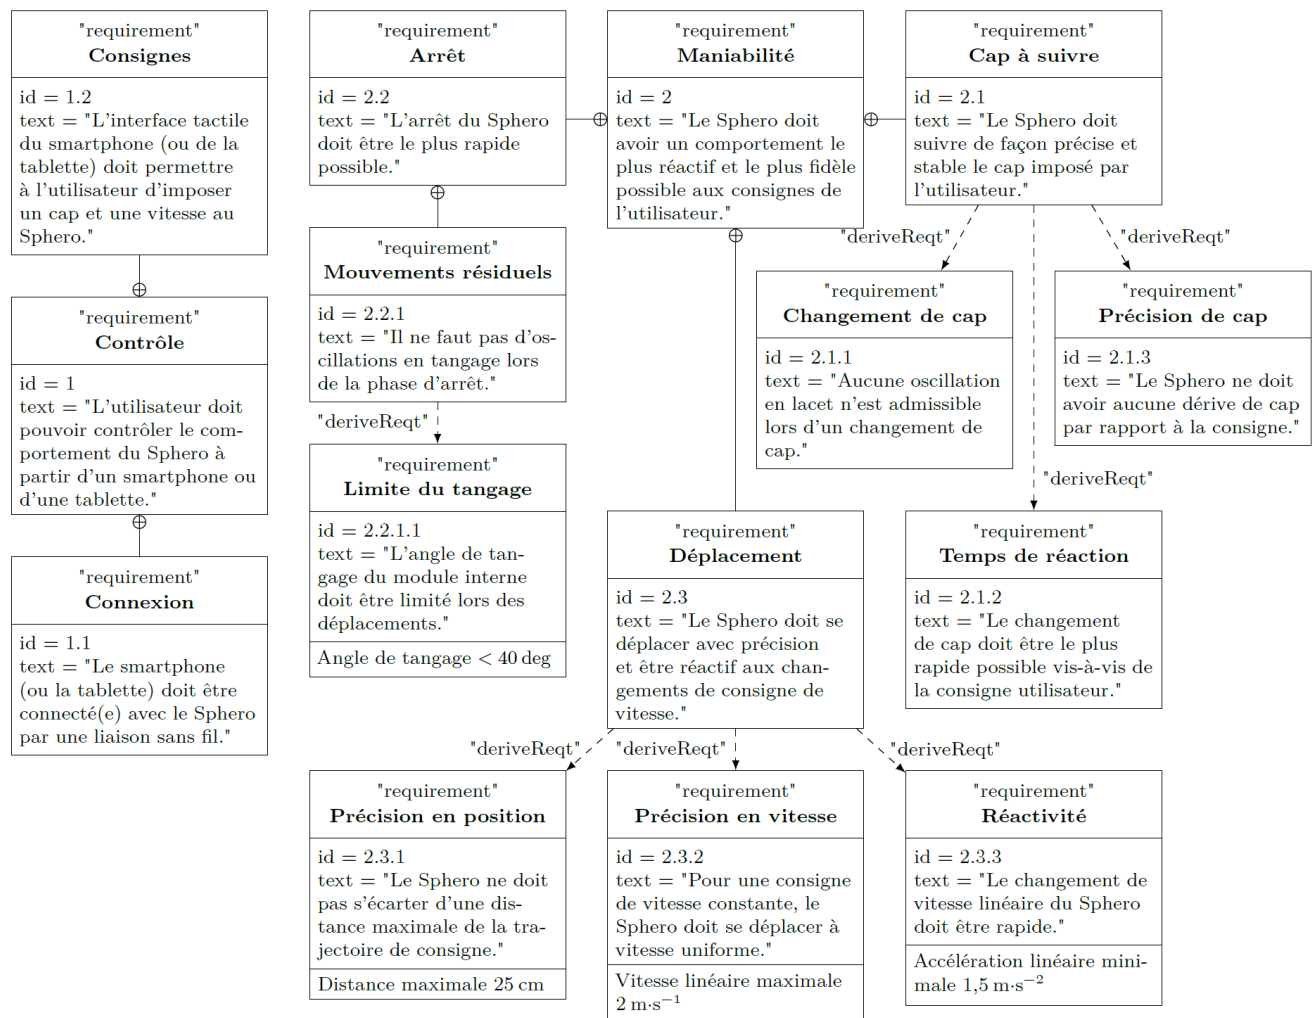 "requirement"
Consignes
id = 1.2
text = "L'interface tactile
du smartphone (ou de la
tablette) doit permettre
à l'utilisateur d'imposer
un cap et une vitesse au
Sphero."
"requirement"
Contrôle
id = 1
text = "L'utilisateur doit
pouvoir contrôler le com-
portement du Sphero à
partir d'un smartphone ou
d'une tablette."
"requirement"
Connexion
id = 1.1
text = "Le smartphone
(ou la tablette) doit être
connecté(e) avec le Sphero
par une liaison sans fil."
"requirement"
Arrêt
id = 2.2
text = "L'arrêt du Sphero
doit être le plus rapide
possible."
"requirement"
Mouvements résiduels
id = 2.2.1
text = "Il ne faut pas d'os-
cillations en tangage lors
de la phase d'arrêt."
"deriveReqt"
"requirement"
Limite du tangage
id = 2.2.1.1
text = "L'angle de tan-
gage du module interne
doit être limité lors des
déplacements."
Angle de tangage < 40 deg
"requirement"
Maniabilité
id = 2
text = "Le Sphero doit
avoir un comportement le
plus réactif et le plus fidèle
possible aux consignes de
l'utilisateur."
"requirement"
Cap à suivre
id = 2.1
text = "Le Sphero doit
suivre de façon précise et
stable le cap imposé par
l'utilisateur."
"deriveReqt"
"deriveReqt"
"requirement"
Changement de cap
id = 2.1.1
text = "Aucune oscillation
en lacet n'est admissible
lors d'un changement de
cap."
"requirement"
Précision de cap
id = 2.1.3
text = "Le Sphero ne doit
avoir aucune dérive de cap
par rapport à la consigne."
"deriveReqt"
"requirement"
Déplacement
id = 2.3
text = "Le Sphero doit se
déplacer avec précision
et être réactif aux chan-
gements de consigne de
vitesse."
"requirement"
Temps de réaction
id = 2.1.2
text = "Le changement
de cap doit être le plus
rapide possible vis-à-vis de
la consigne utilisateur."
"deriveReqt"
"deriveReqt"
"deriveReqt"
"requirement"
Précision en position
id = 2.3.1
text = "Le Sphero ne doit
pas s'écarter d'une dis-
tance maximale de la tra-
jectoire de consigne."
Distance maximale 25 cm
"requirement"
Précision en vitesse
id = 2.3.2
text = "Pour une consigne
de vitesse constante, le
Sphero doit se déplacer à
vitesse uniforme."
Vitesse linéaire maximale
2 m·s⁻¹
"requirement"
Réactivité
id = 2.3.3
text = "Le changement de
vitesse linéaire du Sphero
doit être rapide."
Accélération linéaire mini-
male 1,5 m·s⁻²